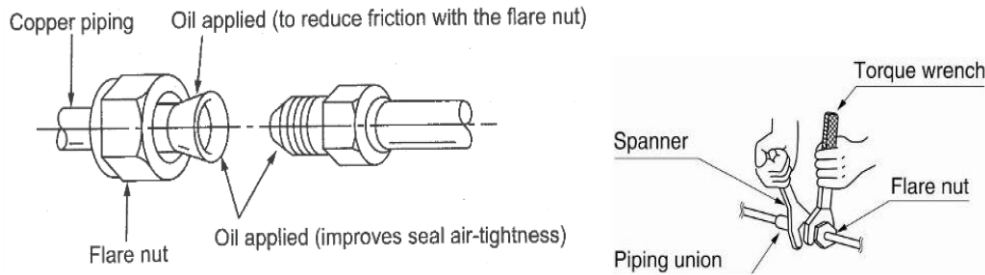 Copper piping
Oil applied (to reduce friction with the flare nut)
Flare nut
Oil applied (improves seal air-tightness)
Torque wrench
Spanner
Flare nut
Piping union